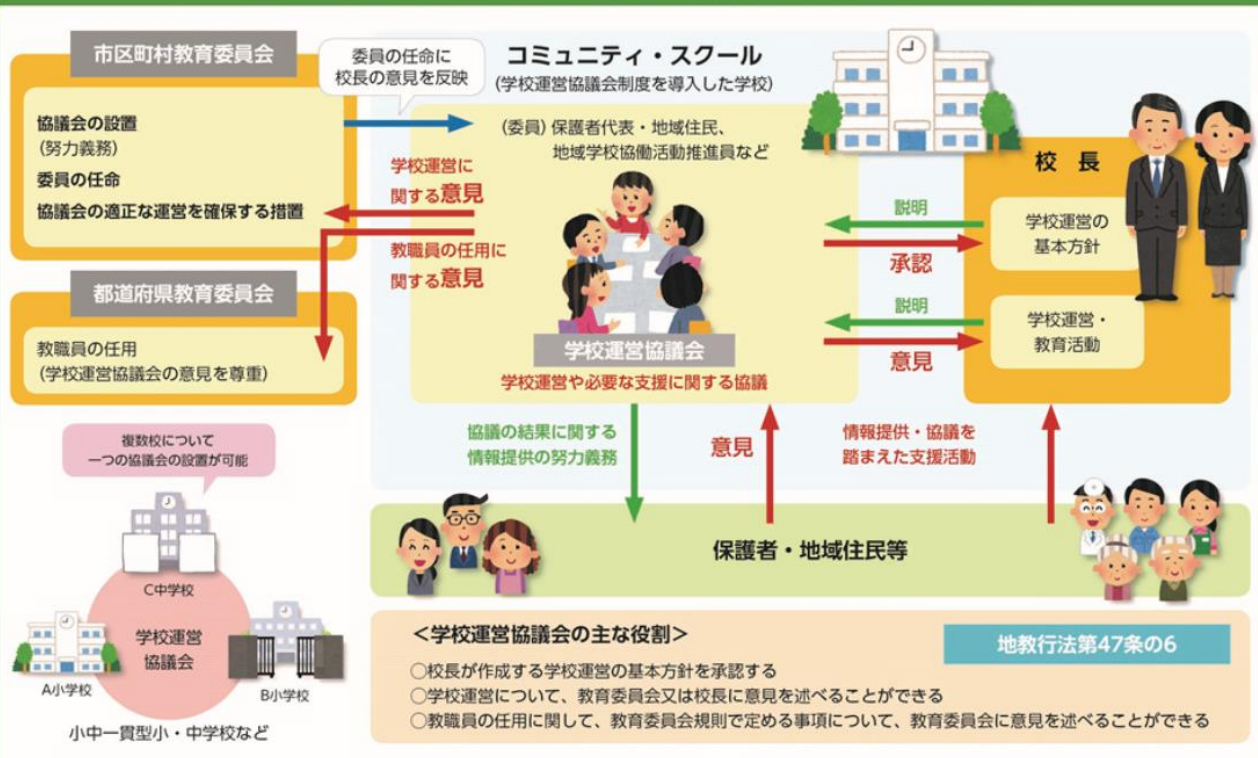 市区町村教育委員会
協議会の設置
(努力義務)
委員の任命
協議会の適正な運営を確保する措置
委員の任命に
校長の意見を反映
コミュニティ・スクール
(学校運営協議会制度を導入した学校)
(委員) 保護者代表・地域住民、
地域学校協働活動推進員など
学校運営に
関する意見
教職員の任用に
関する意見
都道府県教育委員会
教職員の任用
(学校運営協議会の意見を尊重)
学校運営協議会
学校運営や必要な支援に関する協議
校 長
説明
承認
学校運営の
基本方針
説明
意見
学校運営・
教育活動
協議の結果に関する
情報提供の努力義務
意見
情報提供・協議を
踏まえた支援活動
保護者・地域住民等
複数校について
一つの協議会の設置が可能
C中学校
学校運営
協議会
A小学校
B小学校
小中一貫型小・中学校など
<学校運営協議会の主な役割>
地教行法第47条の6
○校長が作成する学校運営の基本方針を承認する
○学校運営について、教育委員会又は校長に意見を述べることができる
○教職員の任用に関して、教育委員会規則で定める事項について、教育委員会に意見を述べることができる